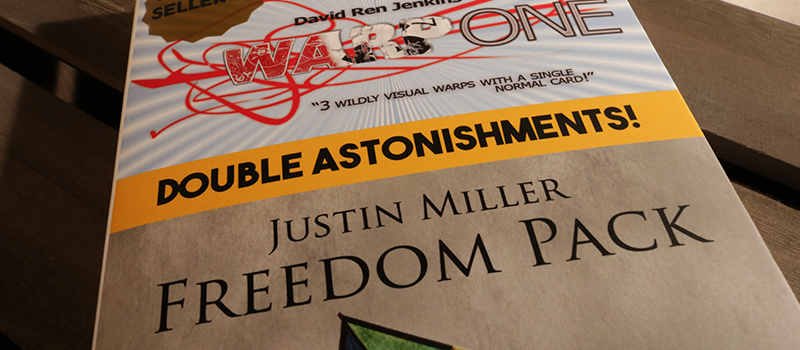 SELLER
David Ren Jenkins
WARP ONE
"3 WILDLY VISUAL WARPS WITH A SINGLE
NORMAL CARD!"
DOUBLE ASTONISHMENTS!
JUSTIN MILLER
FREEDOM PACK